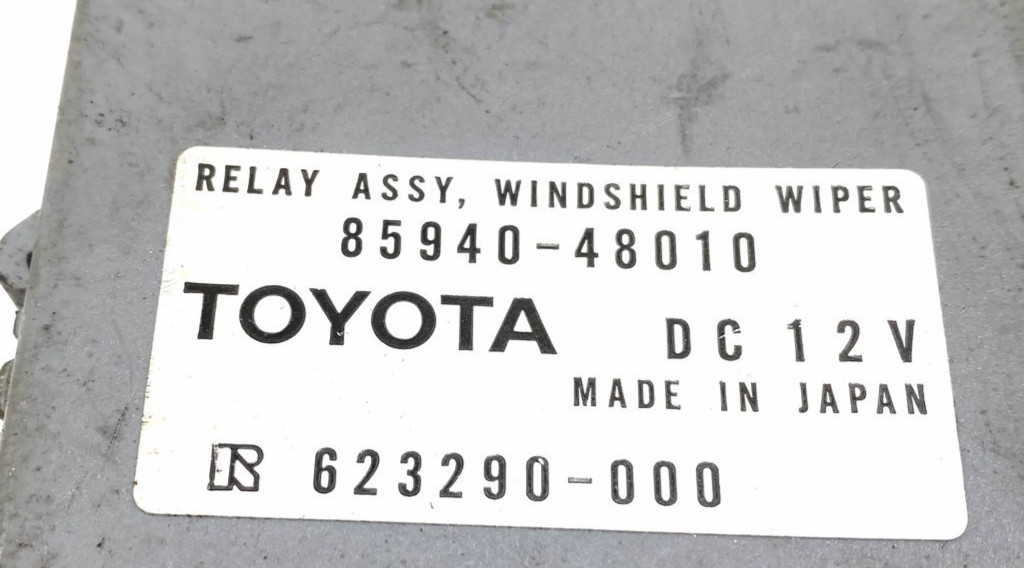 RELAY ASSY, WINDSHIELD WIPER
85940-48010
TOYOTA DC 12V
MADE IN JAPAN
R 623290-000